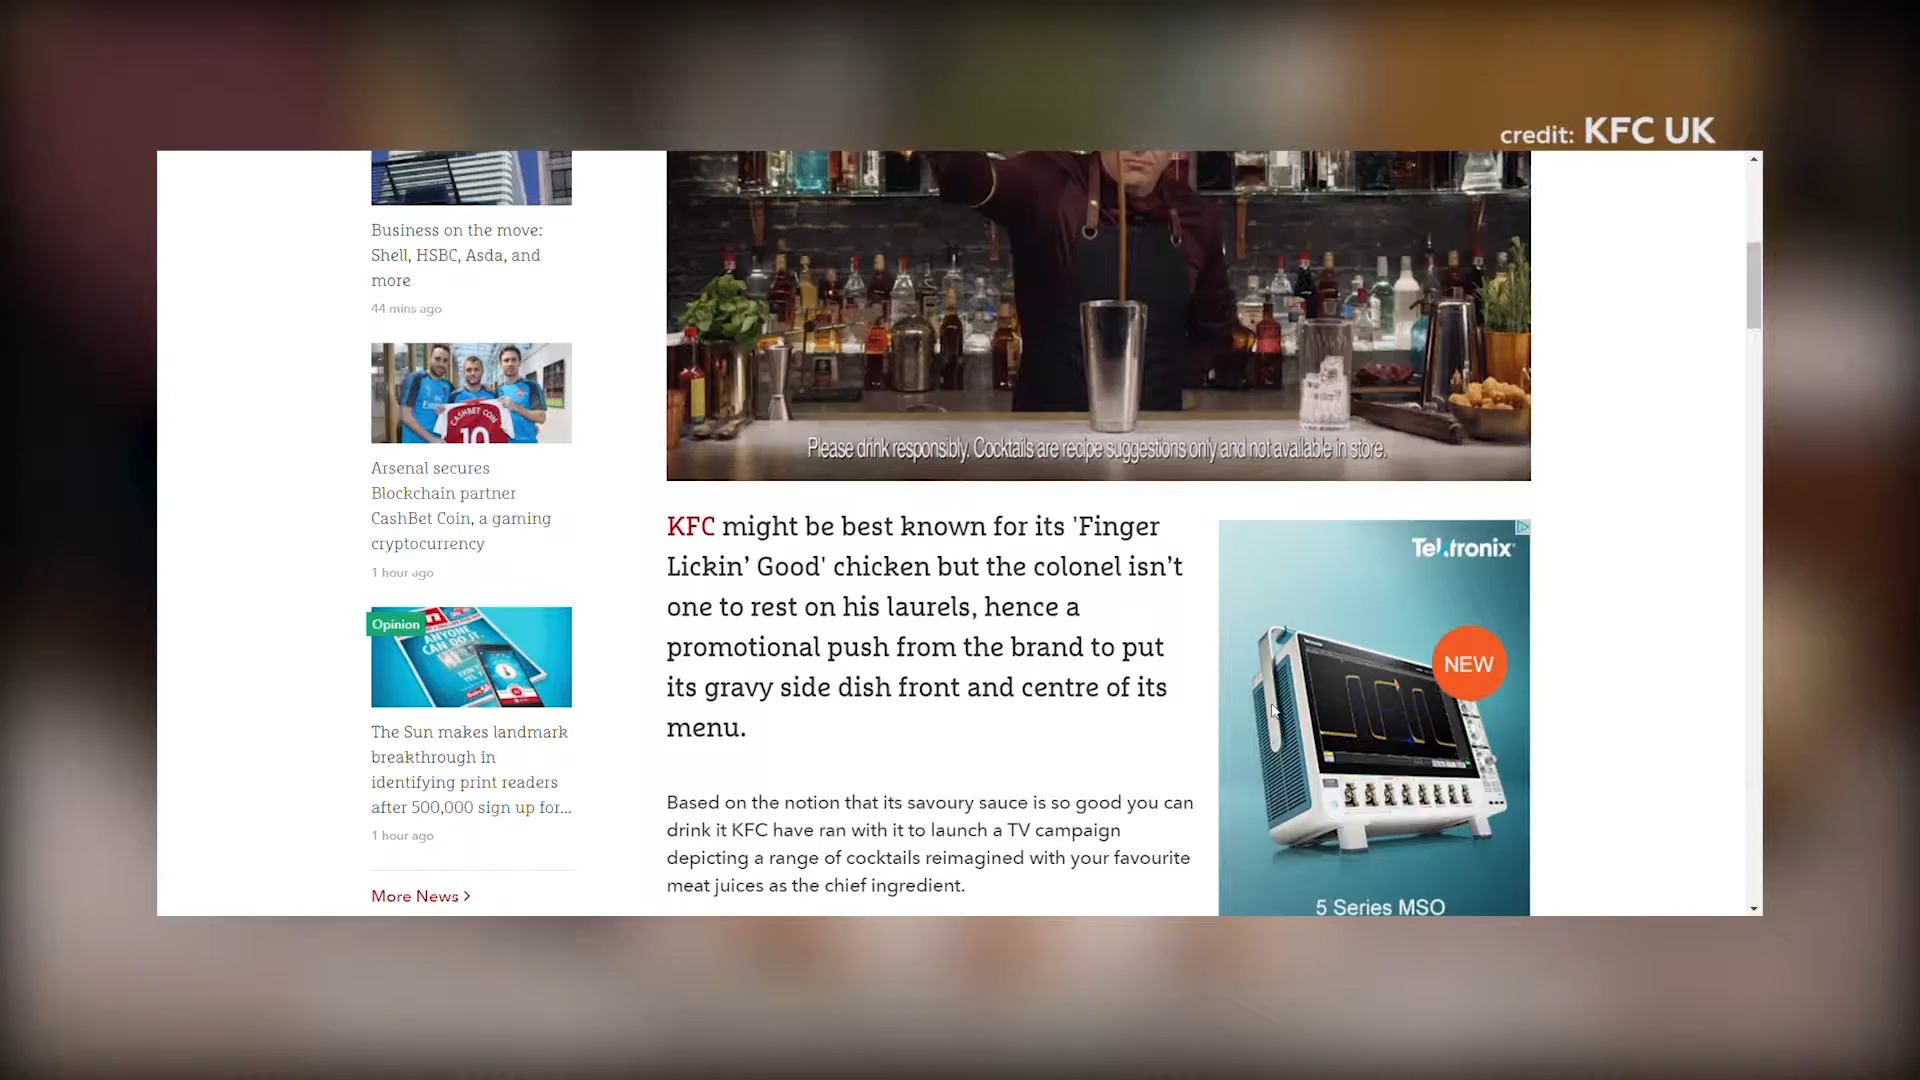 credit: KFC UK
Business on the move:
Shell, HSBC, Asda, and
more
44 mins ago
CASHBET COIN
10
Arsenal secures
Blockchain partner
CashBet Coin, a gaming
cryptocurrency
1 hour ago
Opinion
ANYONE
CAN DO IT.
The Sun makes landmark
breakthrough in
identifying print readers
after 500,000 sign up for...
1 hour ago
More News >
Please drink responsibly. Cocktails are recipe suggestions only and not available in store.
KFC might be best known for its 'Finger
Lickin’ Good' chicken but the colonel isn’t
one to rest on his laurels, hence a
promotional push from the brand to put
its gravy side dish front and centre of its
menu.
Based on the notion that its savoury sauce is so good you can
drink it KFC have ran with it to launch a TV campaign
depicting a range of cocktails reimagined with your favourite
meat juices as the chief ingredient.
Tektronix
NEW
5 Series MSO